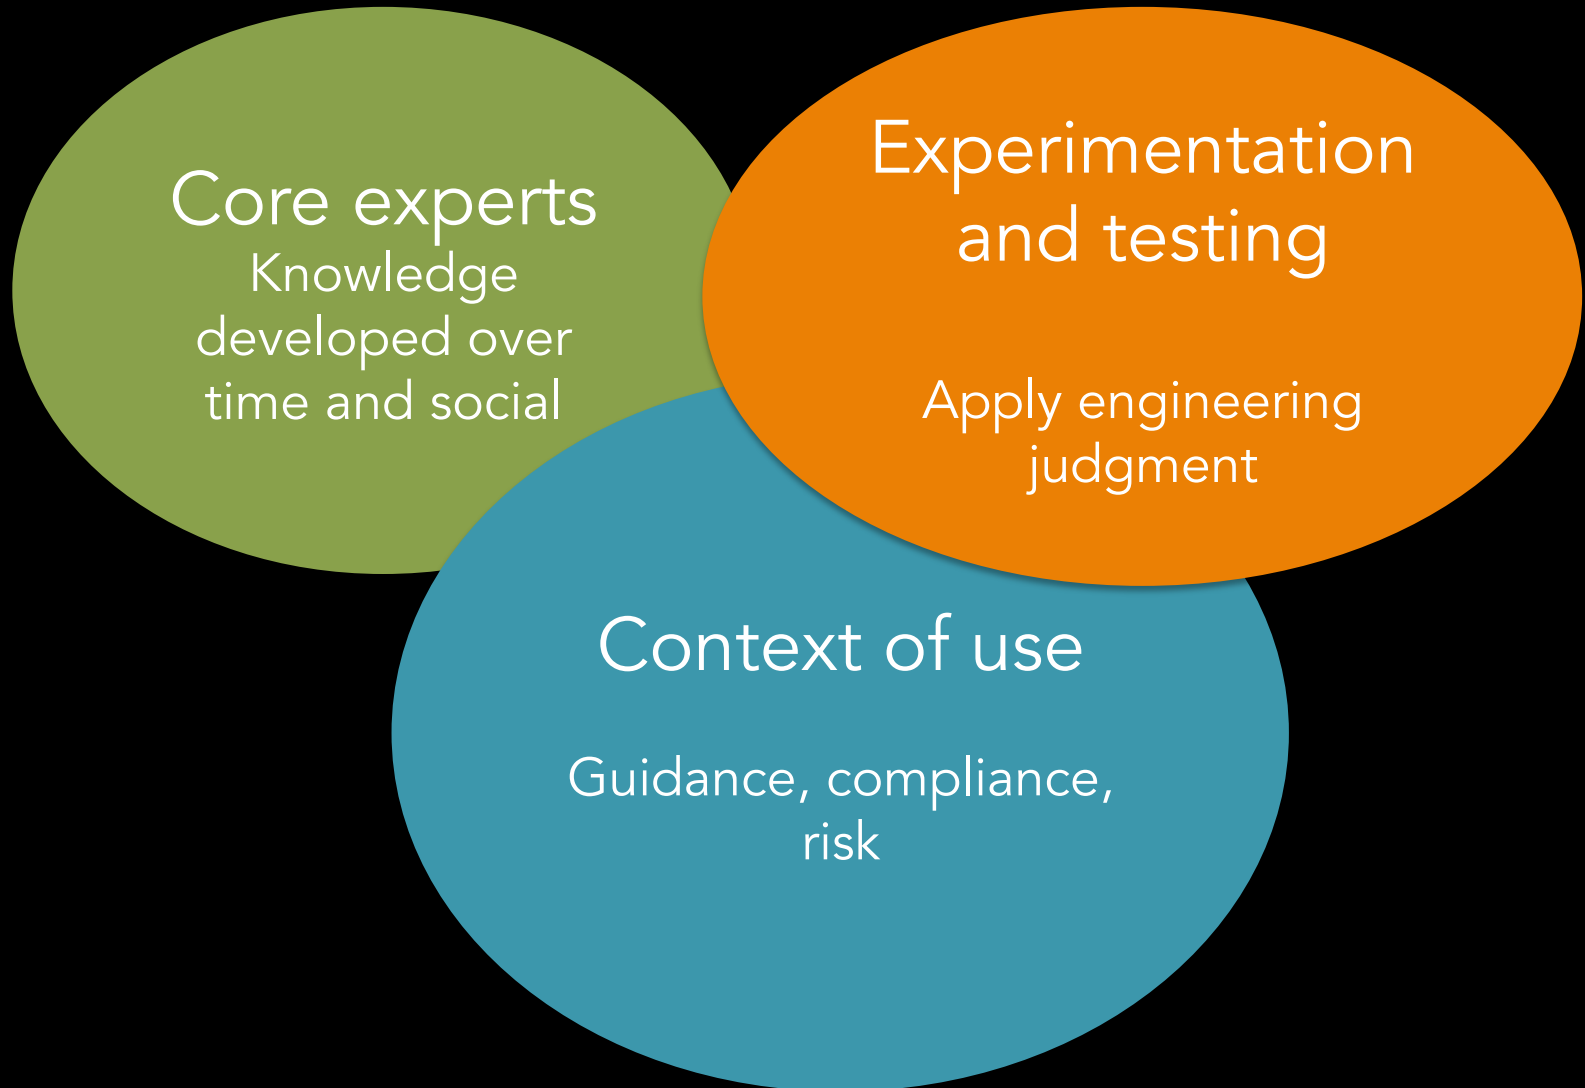 Core experts
Knowledge
developed over
time and social
Experimentation
and testing
Apply engineering
judgment
Context of use
Guidance, compliance,
risk